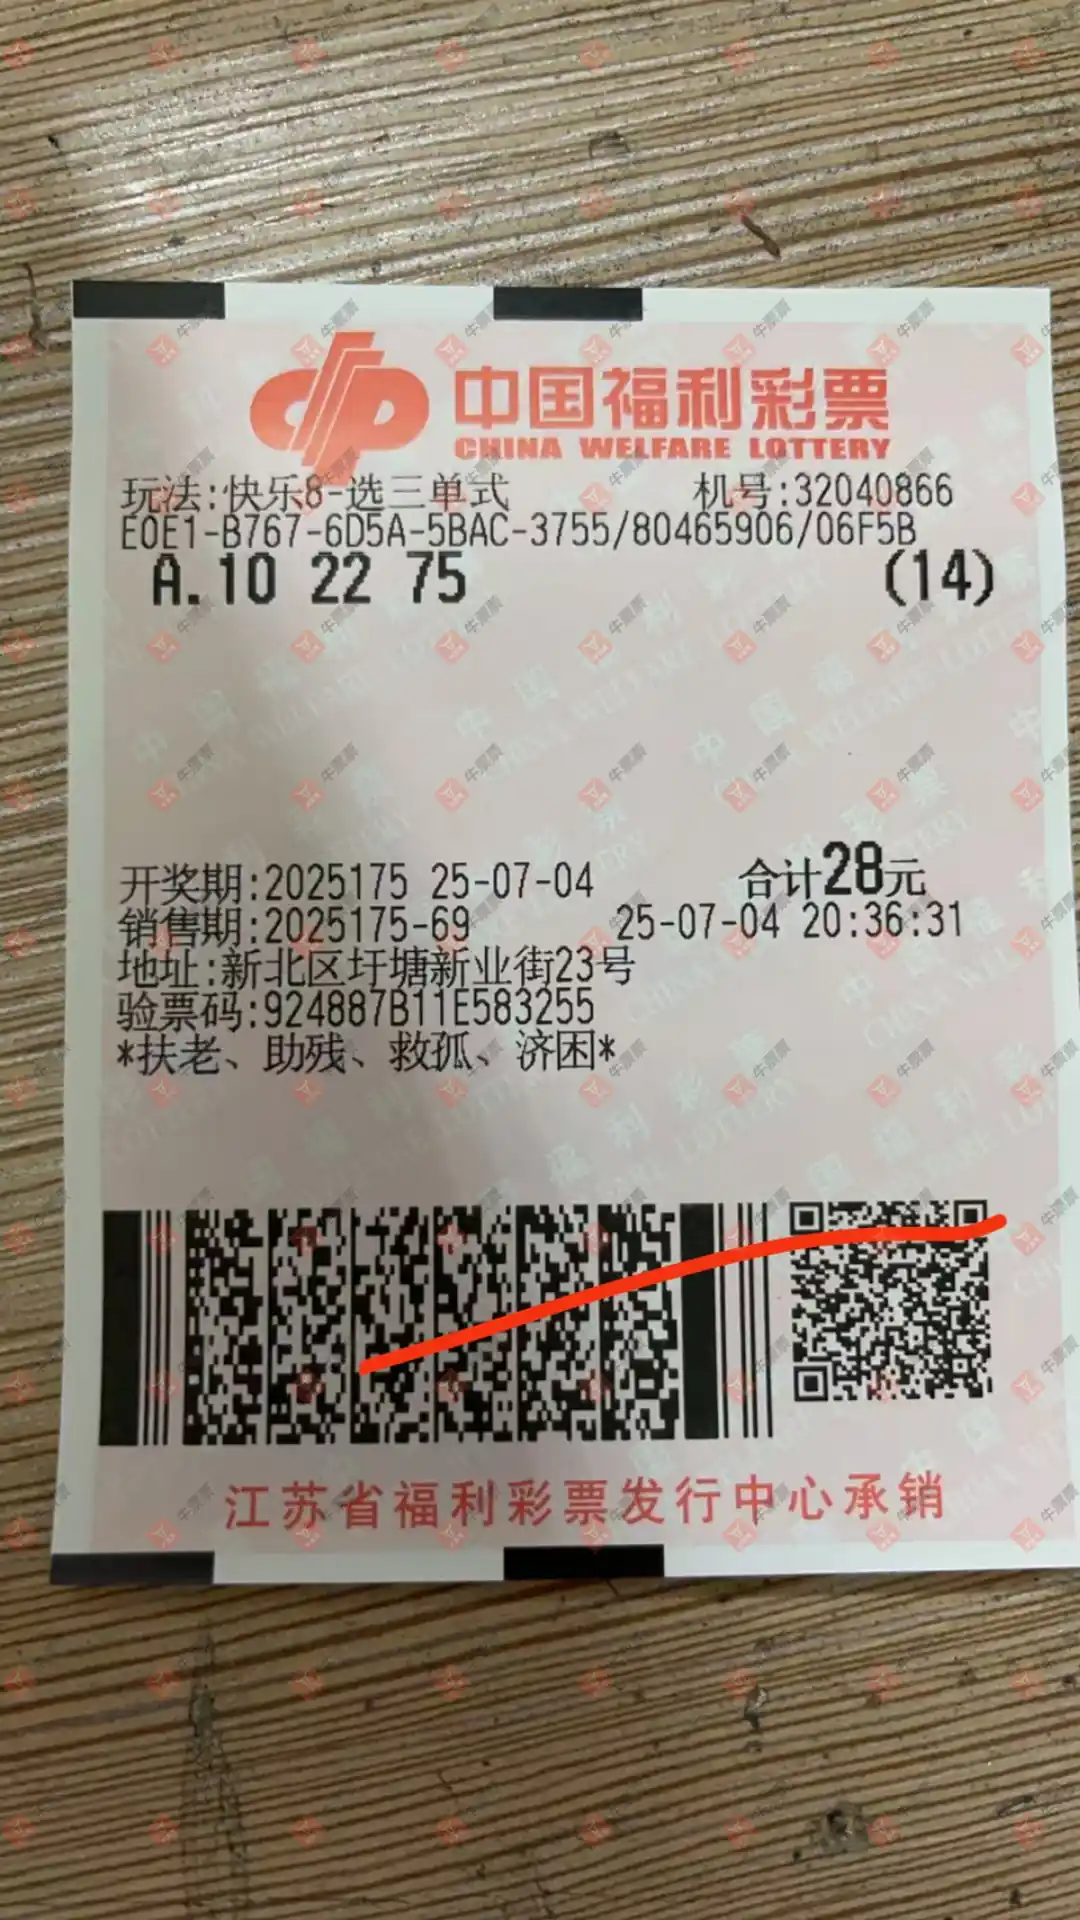 中国福利彩票
CHINA WELFARE LOTTERY
玩法:快乐8-选三单式 机号:32040866
E0E1-B767-6D5A-5BAC-3755/80465906/06F5B
A.10 22 75 (14)
开奖期:2025175 25-07-04 合计28元
销售期:2025175-69 25-07-04 20:36:31
地址:新北区圩塘新业街23号
验票码:924887B11E583255
*扶老、助残、救孤、济困*
江苏省福利彩票发行中心承销
牛票票